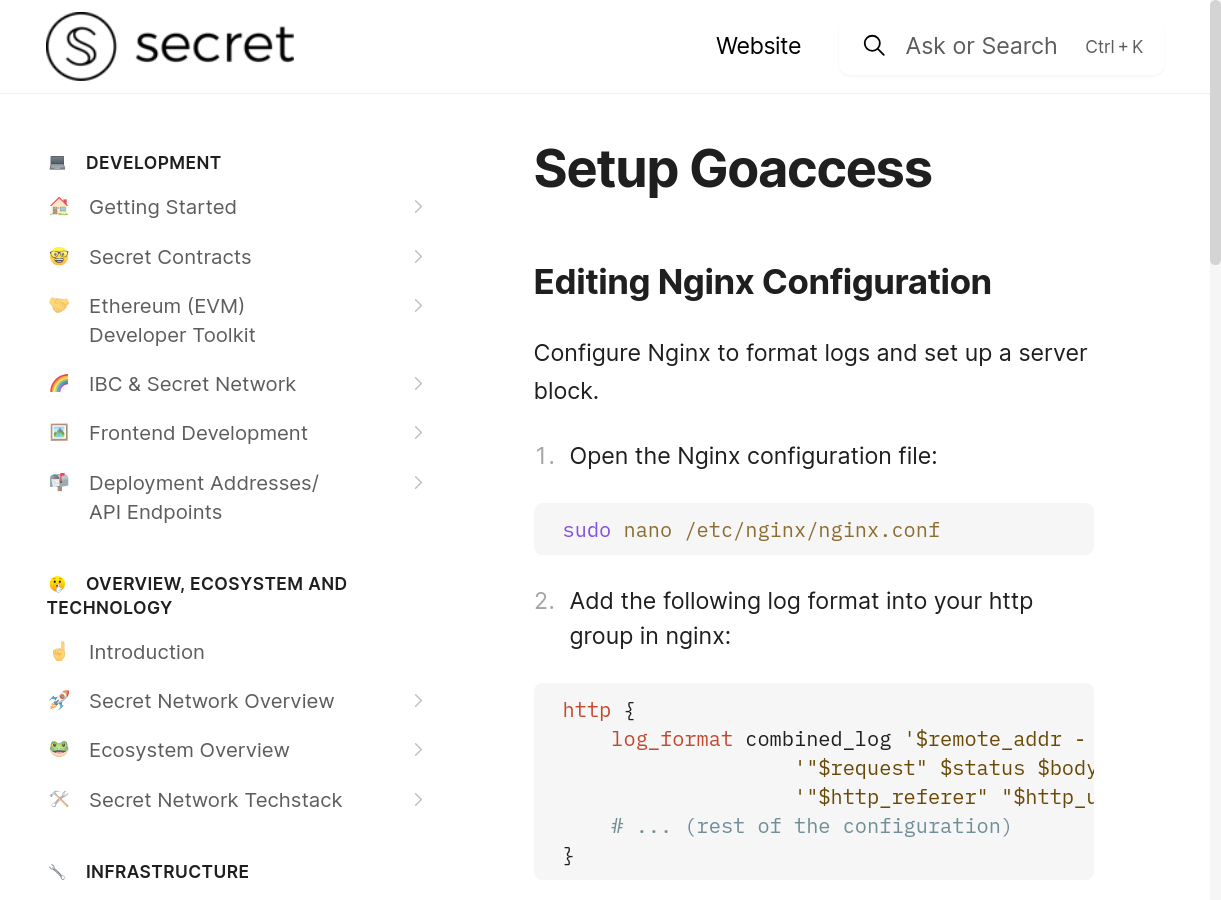 secret
Website
Ask or Search
Ctrl + K
DEVELOPMENT
Getting Started
Secret Contracts
Ethereum (EVM)
Developer Toolkit
IBC & Secret Network
Frontend Development
Deployment Addresses/
API Endpoints
OVERVIEW, ECOSYSTEM AND
TECHNOLOGY
Introduction
Secret Network Overview
Ecosystem Overview
Secret Network Techstack
INFRASTRUCTURE
Setup Goaccess
Editing Nginx Configuration
Configure Nginx to format logs and set up a server
block.
1. Open the Nginx configuration file:
sudo nano /etc/nginx/nginx.conf
2. Add the following log format into your http
group in nginx:
http {
log_format combined_log '$remote_addr -
'"$request" $status $body
'"$http_referer" "$http_u
# ... (rest of the configuration)
}